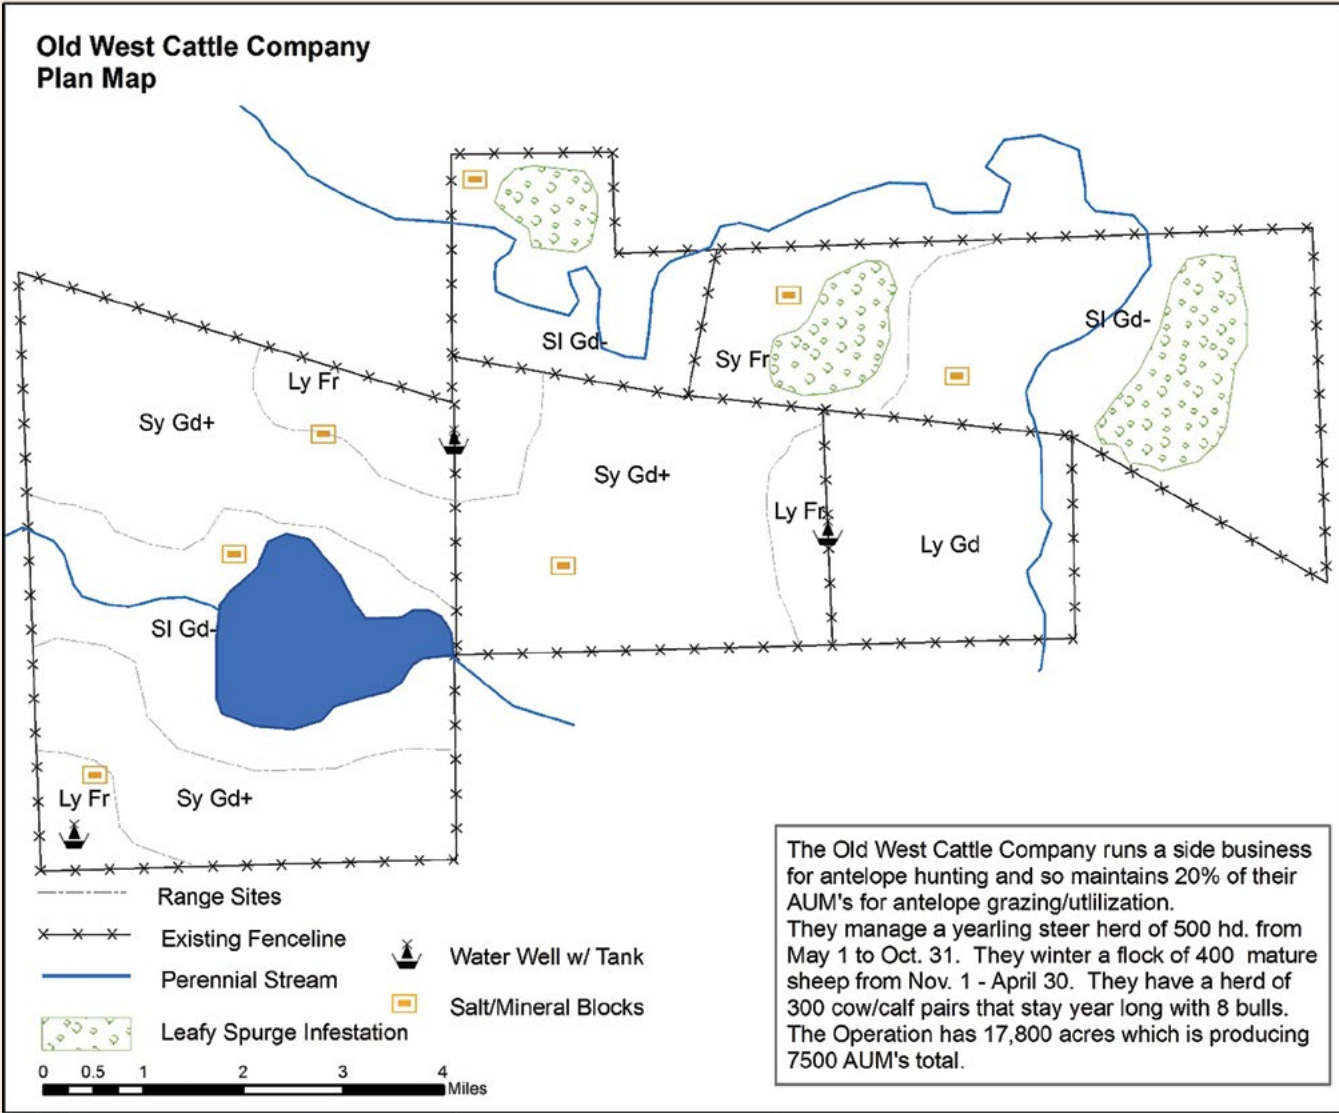 Old West Cattle Company
Plan Map
Sl Gd-
Sy Fr
Sl Gd-
Ly Fr
Sy Gd+
Sy Gd+
Ly Fr
Ly Gd
Sl Gd-
Ly Fr
Sy Gd+
Range Sites
Existing Fenceline
Perennial Stream
Leafy Spurge Infestation
Water Well w/ Tank
Salt/Mineral Blocks
0 0.5 1 2 3 4
Miles
The Old West Cattle Company runs a side business
for antelope hunting and so maintains 20% of their
AUM's for antelope grazing/utlilization.
They manage a yearling steer herd of 500 hd. from
May 1 to Oct. 31. They winter a flock of 400 mature
sheep from Nov. 1 - April 30. They have a herd of
300 cow/calf pairs that stay year long with 8 bulls.
The Operation has 17,800 acres which is producing
7500 AUM's total.